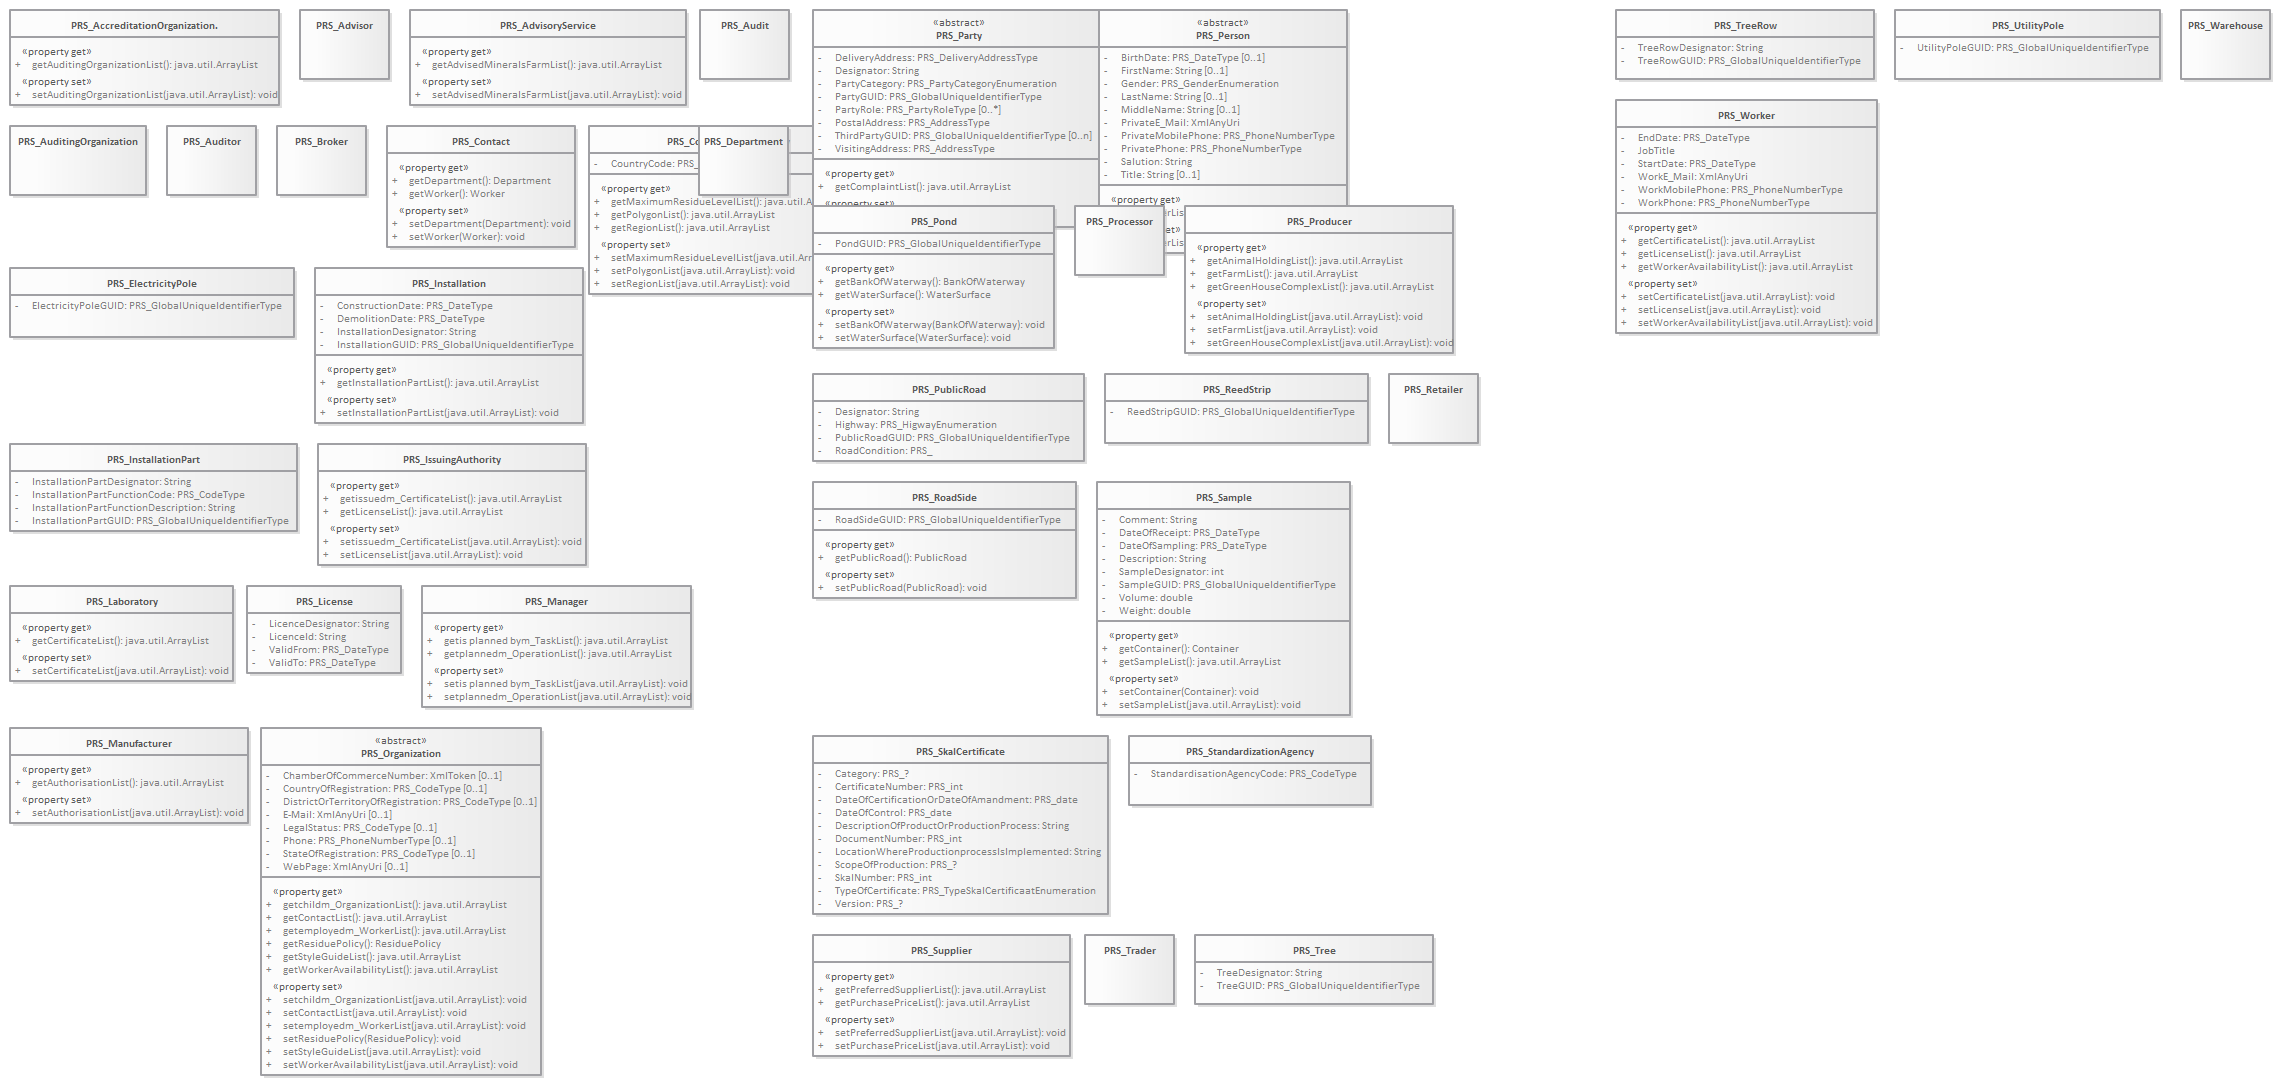 PRS_AccreditationOrganization.
«property get»
+ getAuditingOrganizationList(): java.util.ArrayList
«property set»
+ setAuditingOrganizationList(java.util.ArrayList): void
PRS_Advisor
PRS_AdvisoryService
«property get»
+ getAdvisedMineralsFarmList(): java.util.ArrayList
«property set»
+ setAdvisedMineralsFarmList(java.util.ArrayList): void
PRS_Audit
PRS_AuditingOrganization
PRS_Auditor
PRS_Broker
PRS_Contact
«property get»
+ getDepartment(): Department
+ getWorker(): Worker
«property set»
+ setDepartment(Department): void
+ setWorker(Worker): void
PRS_Co
- CountryCode: PRS_
«property get»
+ getMaximumResidueLevelList(): java.util.A
+ getPolygonList(): java.util.ArrayList
+ getRegionList(): java.util.ArrayList
«property set»
+ setMaximumResidueLevelList(java.util.Arr
+ setPolygonList(java.util.ArrayList): void
+ setRegionList(java.util.ArrayList): void
PRS_Department
PRS_ElectricityPole
- ElectricityPoleGUID: PRS_GlobalUniqueIdentifierType
PRS_Installation
- ConstructionDate: PRS_DateType
- DemolitionDate: PRS_DateType
- InstallationDesignator: String
- InstallationGUID: PRS_GlobalUniqueIdentifierType
«property get»
+ getInstallationPartList(): java.util.ArrayList
«property set»
+ setInstallationPartList(java.util.ArrayList): void
PRS_InstallationPart
- InstallationPartDesignator: String
- InstallationPartFunctionCode: PRS_CodeType
- InstallationPartFunctionDescription: String
- InstallationPartGUID: PRS_GlobalUniqueIdentifierType
PRS_IssuingAuthority
«property get»
+ getissuedm_CertificateList(): java.util.ArrayList
+ getLicenseList(): java.util.ArrayList
«property set»
+ setissuedm_CertificateList(java.util.ArrayList): void
+ setLicenseList(java.util.ArrayList): void
PRS_Laboratory
«property get»
+ getCertificateList(): java.util.ArrayList
«property set»
+ setCertificateList(java.util.ArrayList): void
PRS_License
- LicenceDesignator: String
- LicenceId: String
- ValidFrom: PRS_DateType
- ValidTo: PRS_DateType
PRS_Manager
«property get»
+ getis planned bym_TaskList(): java.util.ArrayList
+ getplannedm_OperationList(): java.util.ArrayList
«property set»
+ setis planned bym_TaskList(java.util.ArrayList): void
+ setplannedm_OperationList(java.util.ArrayList): void
PRS_Manufacturer
«property get»
+ getAuthorisationList(): java.util.ArrayList
«property set»
+ setAuthorisationList(java.util.ArrayList): void
«abstract»
PRS_Organization
- ChamberOfCommerceNumber: XmlToken [0..1]
- CountryOfRegistration: PRS_CodeType [0..1]
- DistrictOrTerritoryOfRegistration: PRS_CodeType [0..1]
- E-Mail: XmlAnyUri [0..1]
- LegalStatus: PRS_CodeType [0..1]
- Phone: PRS_PhoneNumberType [0..1]
- StateOfRegistration: PRS_CodeType [0..1]
- WebPage: XmlAnyUri [0..1]
«property get»
+ getchildm_OrganizationList(): java.util.ArrayList
+ getContactList(): java.util.ArrayList
+ getemployedm_WorkerList(): java.util.ArrayList
+ getResiduePolicy(): ResiduePolicy
+ getStyleGuideList(): java.util.ArrayList
+ getWorkerAvailabilityList(): java.util.ArrayList
«property set»
+ setchildm_OrganizationList(java.util.ArrayList): void
+ setContactList(java.util.ArrayList): void
+ setemployedm_WorkerList(java.util.ArrayList): void
+ setResiduePolicy(ResiduePolicy): void
+ setStyleGuideList(java.util.ArrayList): void
+ setWorkerAvailabilityList(java.util.ArrayList): void
«abstract»
PRS_Party
- DeliveryAddress: PRS_DeliveryAddressType
- Designator: String
- PartyCategory: PRS_PartyCategoryEnumeration
- PartyGUID: PRS_GlobalUniqueIdentifierType
- PartyRole: PRS_PartyRoleType [0..*]
- PostalAddress: PRS_AddressType
- ThirdPartyGUID: PRS_GlobalUniqueIdentifierType [0..n]
- VisitingAddress: PRS_AddressType
«property get»
+ getComplaintList(): java.util.ArrayList
«property set»
«abstract»
PRS_Person
- BirthDate: PRS_DateType [0..1]
- FirstName: String [0..1]
- Gender: PRS_GenderEnumeration
- LastName: String [0..1]
- MiddleName: String [0..1]
- PrivateE_Mail: XmlAnyUri
- PrivateMobilePhone: PRS_PhoneNumberType
- PrivatePhone: PRS_PhoneNumberType
- Salution: String
- Title: String [0..1]
«property get»
erLis
et»
erLis
PRS_Pond
- PondGUID: PRS_GlobalUniqueIdentifierType
«property get»
+ getBankOfWaterway(): BankOfWaterway
+ getWaterSurface(): WaterSurface
«property set»
+ setBankOfWaterway(BankOfWaterway): void
+ setWaterSurface(WaterSurface): void
PRS_Processor
PRS_Producer
«property get»
+ getAnimalHoldingList(): java.util.ArrayList
+ getFarmList(): java.util.ArrayList
+ getGreenHouseComplexList(): java.util.ArrayList
«property set»
+ setAnimalHoldingList(java.util.ArrayList): void
+ setFarmList(java.util.ArrayList): void
+ setGreenHouseComplexList(java.util.ArrayList): void
PRS_PublicRoad
- Designator: String
- Highway: PRS_HigwayEnumeration
- PublicRoadGUID: PRS_GlobalUniqueIdentifierType
- RoadCondition: PRS_
PRS_ReedStrip
- ReedStripGUID: PRS_GlobalUniqueIdentifierType
PRS_Retailer
PRS_RoadSide
- RoadSideGUID: PRS_GlobalUniqueIdentifierType
«property get»
+ getPublicRoad(): PublicRoad
«property set»
+ setPublicRoad(PublicRoad): void
PRS_Sample
- Comment: String
- DateOfReceipt: PRS_DateType
- DateOfSampling: PRS_DateType
- Description: String
- SampleDesignator: int
- SampleGUID: PRS_GlobalUniqueIdentifierType
- Volume: double
- Weight: double
«property get»
+ getContainer(): Container
+ getSampleList(): java.util.ArrayList
«property set»
+ setContainer(Container): void
+ setSampleList(java.util.ArrayList): void
PRS_SkalCertificate
- Category: PRS_?
- CertificateNumber: PRS_int
- DateOfCertificationOrDateOfAmandment: PRS_date
- DateOfControl: PRS_date
- DescriptionOfProductOrProductionProcess: String
- DocumentNumber: PRS_int
- LocationWhereProductionprocessIsImplemented: String
- ScopeOfProduction: PRS_?
- SkalNumber: PRS_int
- TypeOfCertificate: PRS_TypeSkalCertificaatEnumeration
- Version: PRS_?
PRS_StandardizationAgency
- StandardisationAgencyCode: PRS_CodeType
PRS_Supplier
«property get»
+ getPreferredSupplierList(): java.util.ArrayList
+ getPurchasePriceList(): java.util.ArrayList
«property set»
+ setPreferredSupplierList(java.util.ArrayList): void
+ setPurchasePriceList(java.util.ArrayList): void
PRS_Trader
PRS_Tree
- TreeDesignator: String
- TreeGUID: PRS_GlobalUniqueIdentifierType
PRS_TreeRow
- TreeRowDesignator: String
- TreeRowGUID: PRS_GlobalUniqueIdentifierType
PRS_UtilityPole
- UtilityPoleGUID: PRS_GlobalUniqueIdentifierType
PRS_Warehouse
PRS_Worker
- EndDate: PRS_DateType
- JobTitle
- StartDate: PRS_DateType
- WorkE_Mail: XmlAnyUri
- WorkMobilePhone: PRS_PhoneNumberType
- WorkPhone: PRS_PhoneNumberType
«property get»
+ getCertificateList(): java.util.ArrayList
+ getLicenseList(): java.util.ArrayList
+ getWorkerAvailabilityList(): java.util.ArrayList
«property set»
+ setCertificateList(java.util.ArrayList): void
+ setLicenseList(java.util.ArrayList): void
+ setWorkerAvailabilityList(java.util.ArrayList): void